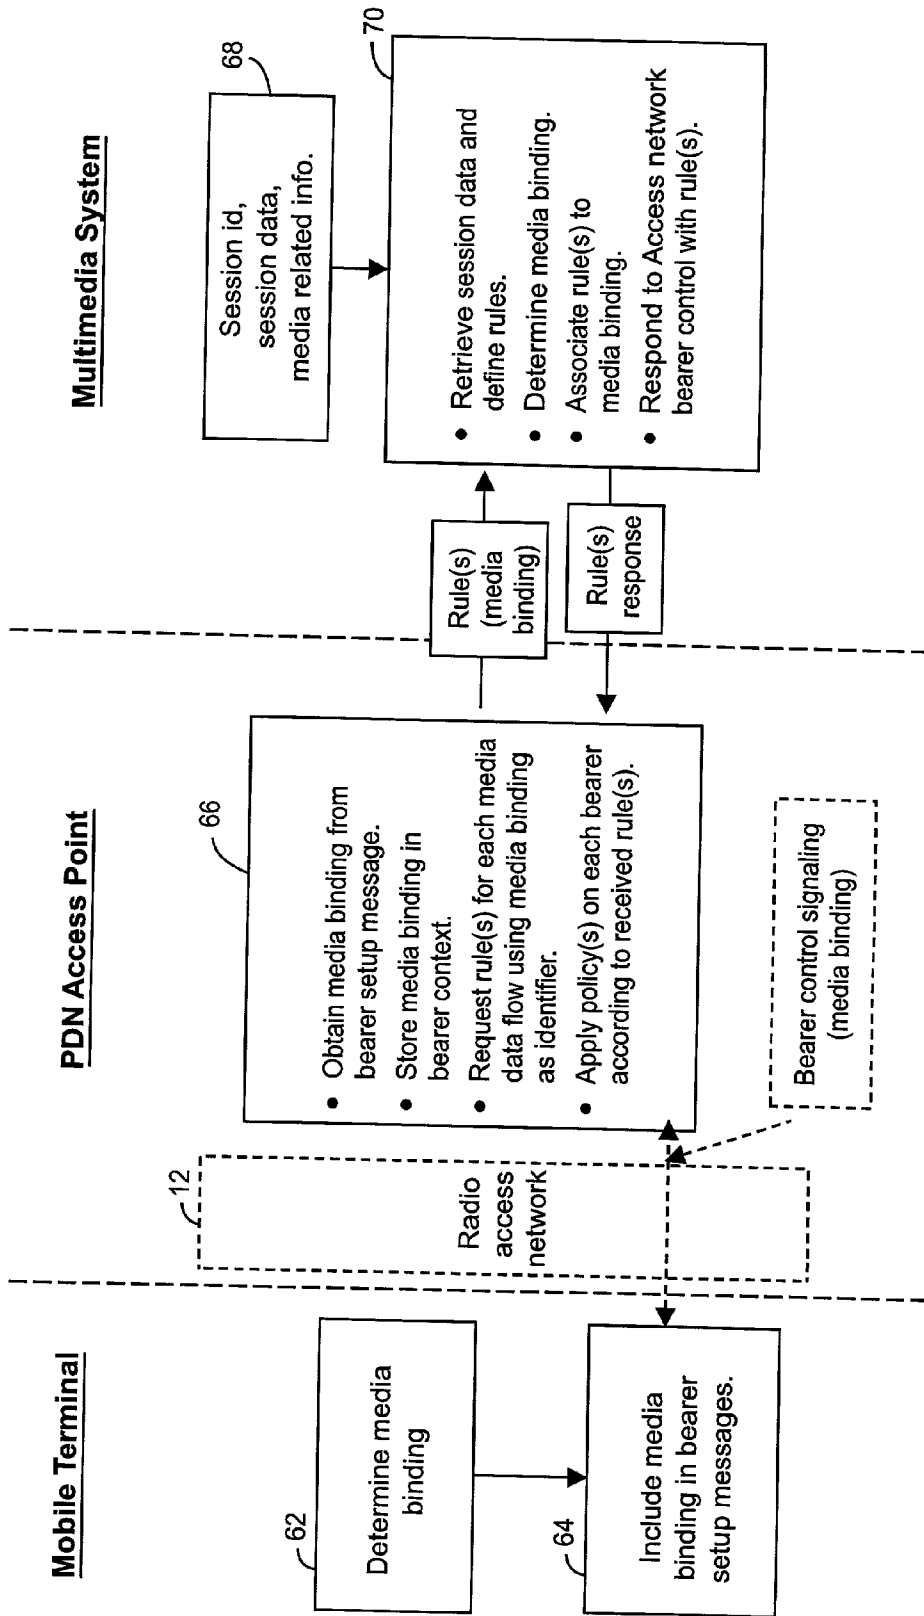 Mobile Terminal
62
Determine media
binding
64
Include media
binding in bearer
setup messages.
12
Radio
access
network
PDN Access Point
66
• Obtain media binding from
bearer setup message.
• Store media binding in
bearer context.
• Request rule(s) for each media
data flow using media binding
as identifier.
• Apply policy(s) on each bearer
according to received rule(s).
Bearer control signaling
(media binding)
Rule(s)
(media
binding)
Rule(s)
response
Multimedia System
68
Session id,
session data,
media related info.
70
• Retrieve session data and
define rules.
• Determine media binding.
• Associate rule(s) to
media binding.
• Respond to Access network
bearer control with rule(s).